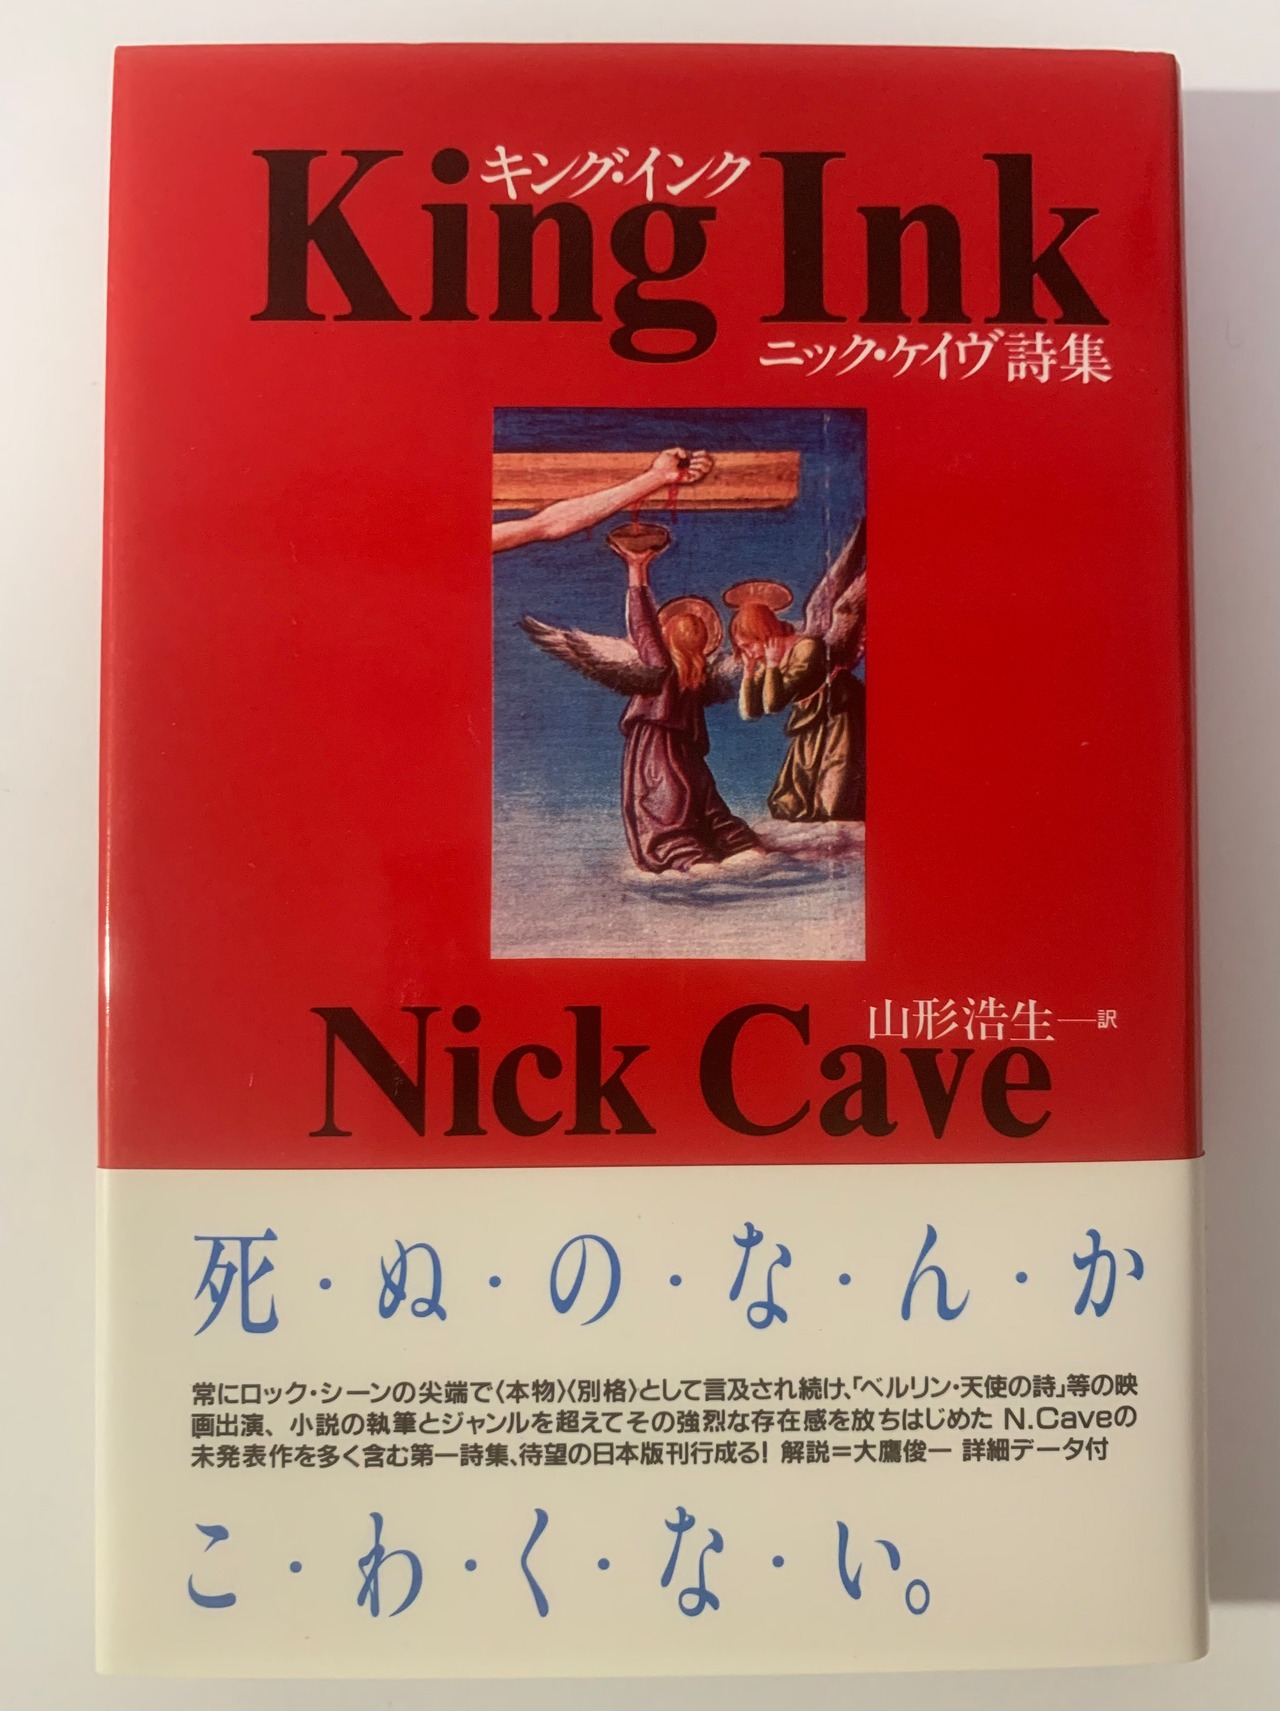 King Ink
キング・インク
ニック・ケイヴ詩集
山形浩生—訳
Nick Cave
死・ぬ・の・な・ん・か
常にロック・シーンの尖端で〈本物〉〈別格〉として言及され続け、「ベルリン・天使の詩」等の映
画出演、小説の執筆とジャンルを超えてその強烈な存在感を放ちはじめた N.Caveの
未発表作を多く含む第一詩集、待望の日本版刊行成る! 解説=大鷹俊一 詳細データ付
こ・わ・く・な・い。